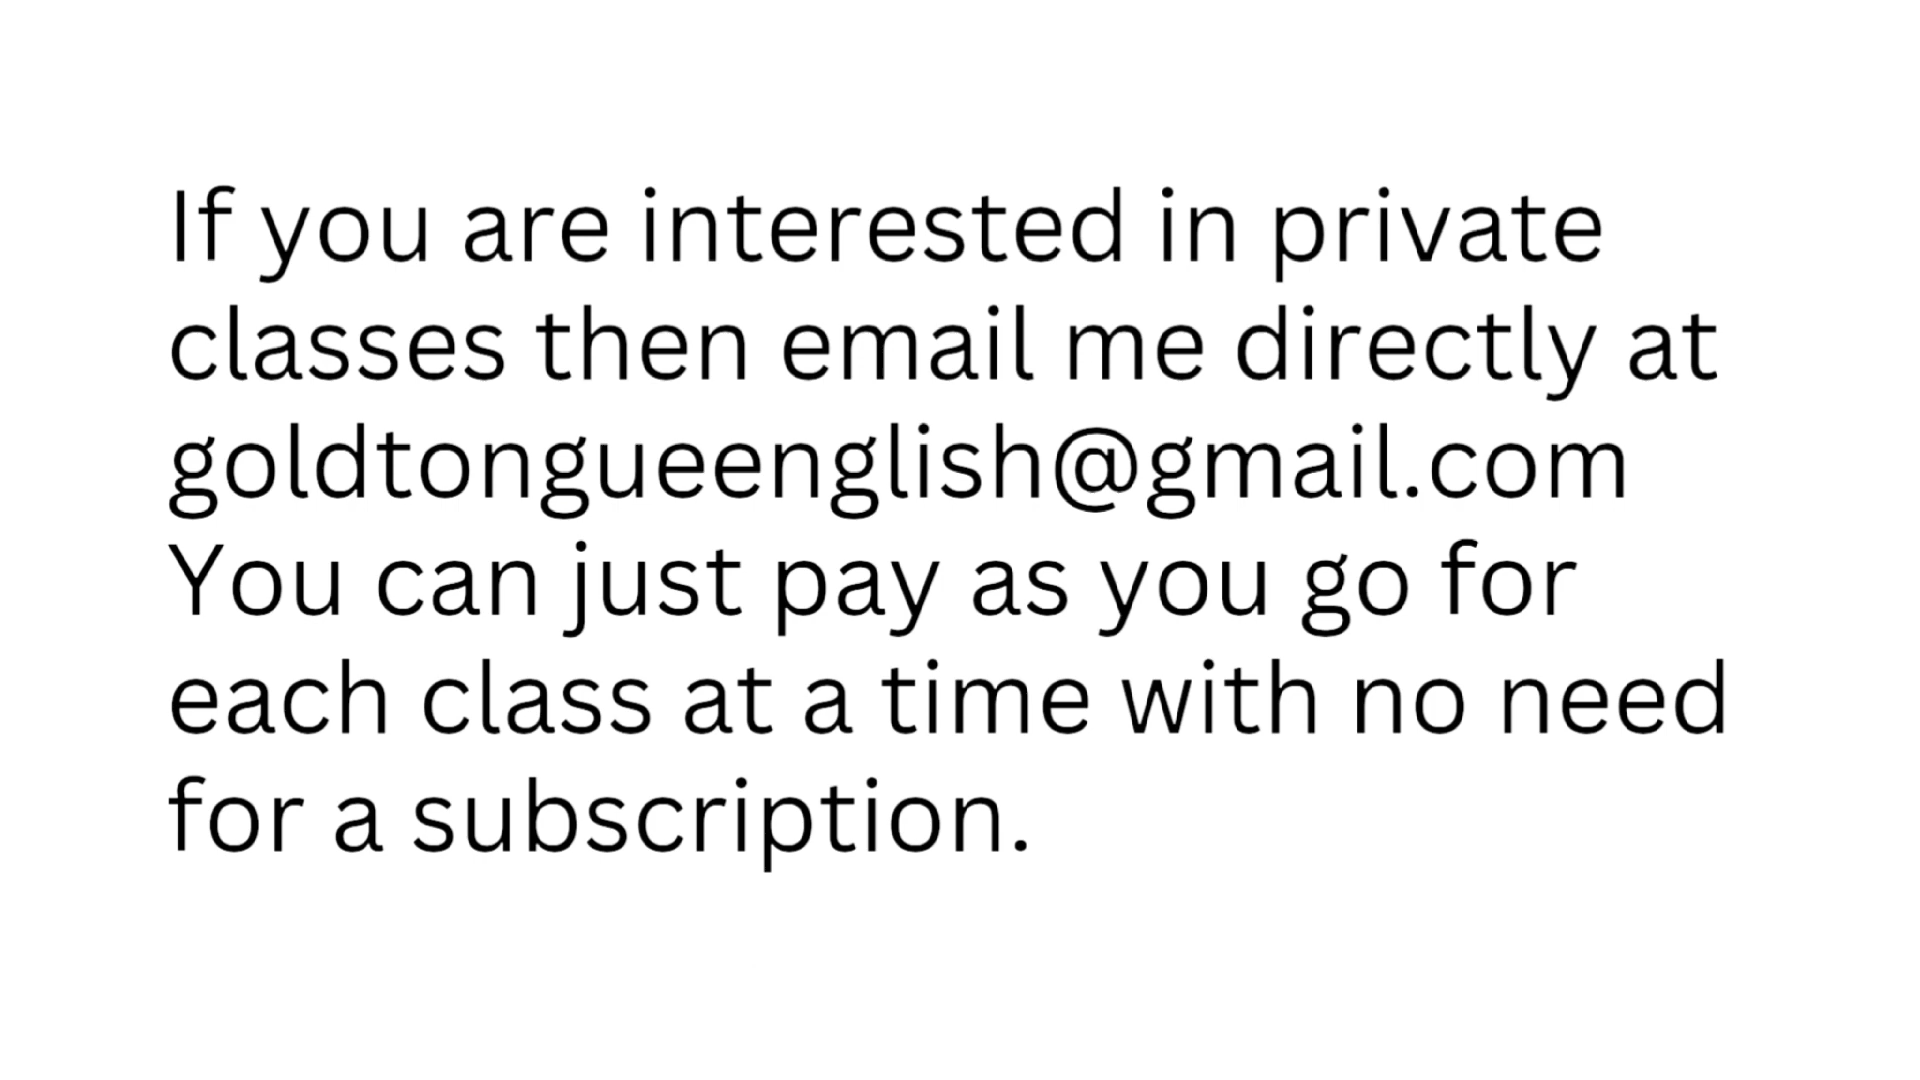 If you are interested in private
classes then email me directly at
goldtongueenglish@gmail.com
You can just pay as you go for
each class at a time with no need
for a subscription.